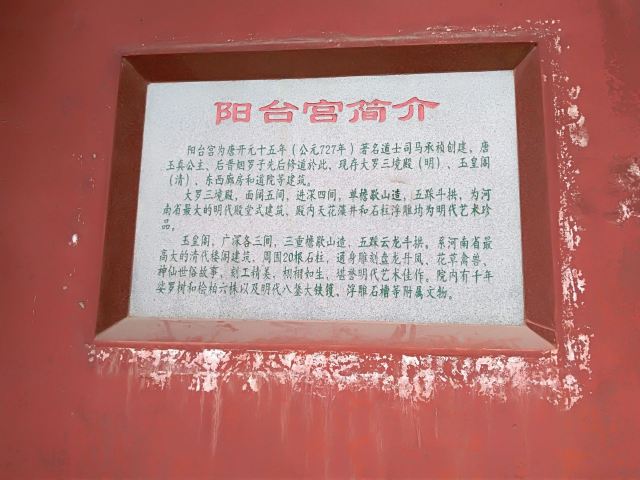 阳台宫简介
阳台宫为唐开元十五年（公元727年）著名道士司马承祯创建，唐
玉真公主、后晋烟罗子先后修道於此，现存大罗三境殿（明）、玉皇阁
（清）、东西廊房和道院等建筑。
大罗三境殿，面阔五间，进深四间，单檐歇山造，五踩斗拱，为河
南省最大的明代殿堂式建筑、殿内天花藻井和石柱浮雕均为明代艺术珍
品。
玉皇阁，广深各三间，三重檐歇山造、五踩云龙斗拱。系河南省最
高大的清代楼阁建筑，周围20根石柱，通身雕刻盘龙丹凤、花草禽兽、
神仙世俗故事，刻工精美、栩栩如生、堪誉明代艺术佳作。院内有千年
娑罗树和桧柏六株以及明代八鋬大铁镬、浮雕石槽等附属文物。